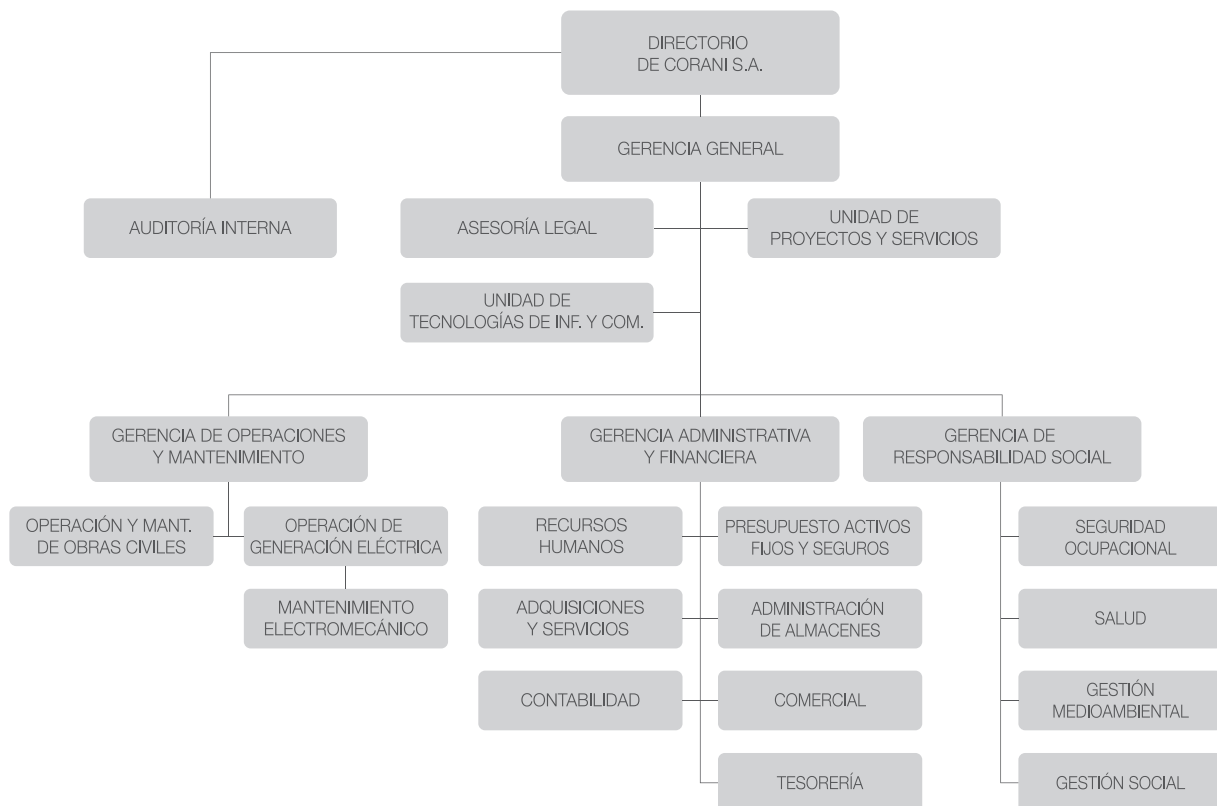 DIRECTORIO
DE CORANI S.A.
GERENCIA GENERAL
AUDITORÍA INTERNA
ASESORÍA LEGAL
UNIDAD DE
PROYECTOS Y SERVICIOS
UNIDAD DE
TECNOLOGÍAS DE INF. Y COM.
GERENCIA DE OPERACIONES
Y MANTENIMIENTO
GERENCIA ADMINISTRATIVA
Y FINANCIERA
GERENCIA DE
RESPONSABILIDAD SOCIAL
OPERACIÓN Y MANT.
DE OBRAS CIVILES
OPERACIÓN DE
GENERACIÓN ELÉCTRICA
RECURSOS
HUMANOS
PRESUPUESTO ACTIVOS
FIJOS Y SEGUROS
SEGURIDAD
OCUPACIONAL
MANTENIMIENTO
ELECTROMECÁNICO
ADQUISICIONES
Y SERVICIOS
ADMINISTRACIÓN
DE ALMACENES
SALUD
CONTABILIDAD
COMERCIAL
GESTIÓN
MEDIOAMBIENTAL
TESORERÍA
GESTIÓN SOCIAL